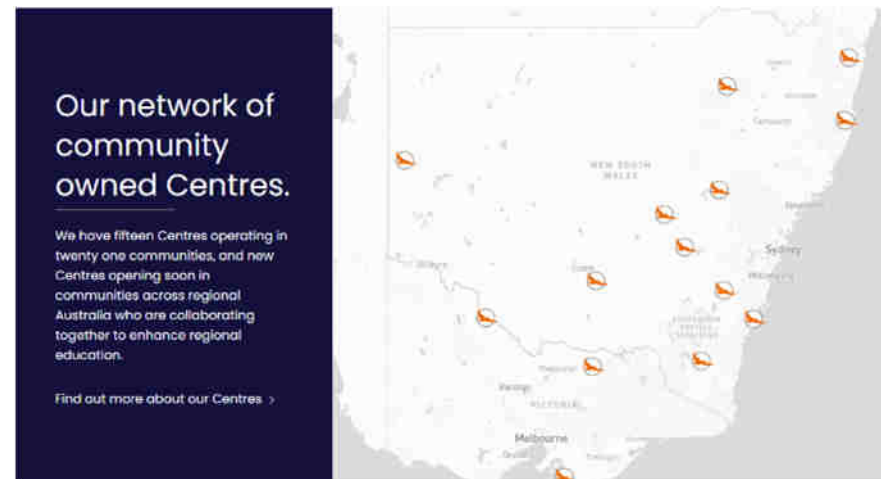 Our network of
community
owned Centres.
We have fifteen Centres operating in
twenty one communities, and new
Centres opening soon in
communities across regional
Australia who are collaborating
together to enhance regional
education.
Find out more about our Centres >
NEW SOUTH
WALES
Sydney
VICTORIA
Melbourne